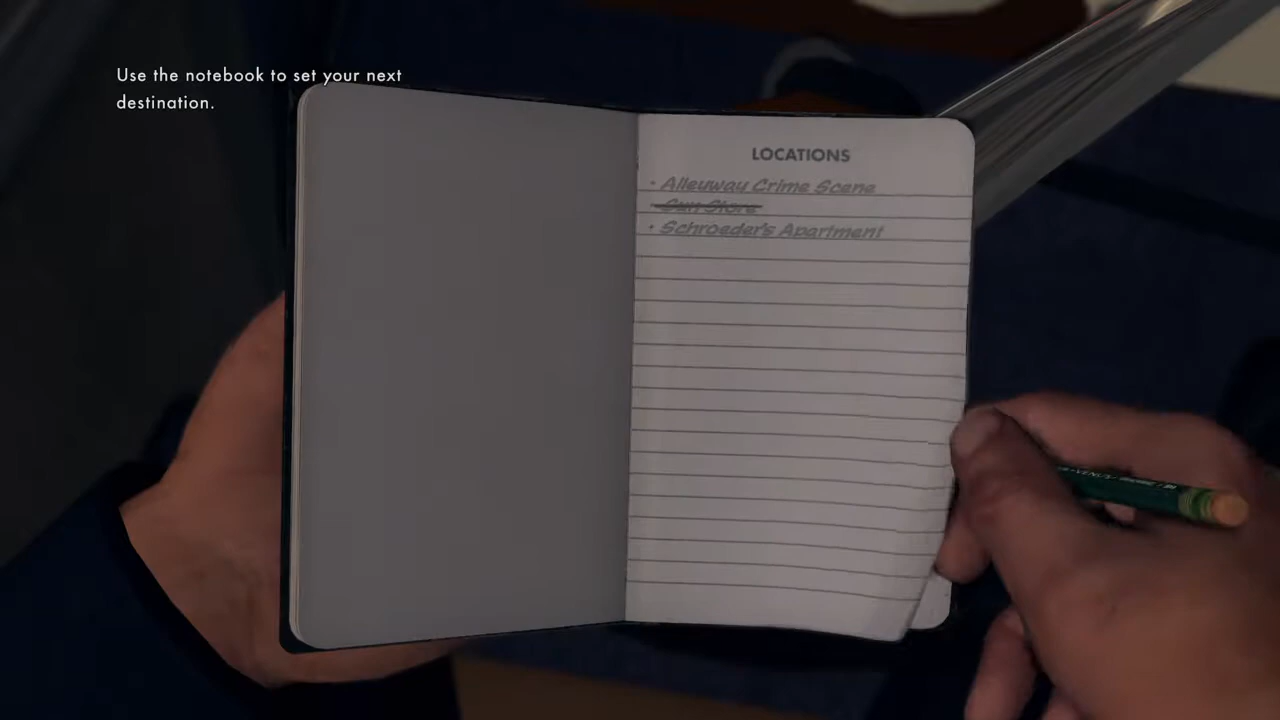 Use the notebook to set your next
destination.
LOCATIONS
· Alleyway Crime Scene
· Gun Store
· Schroeder's Apartment